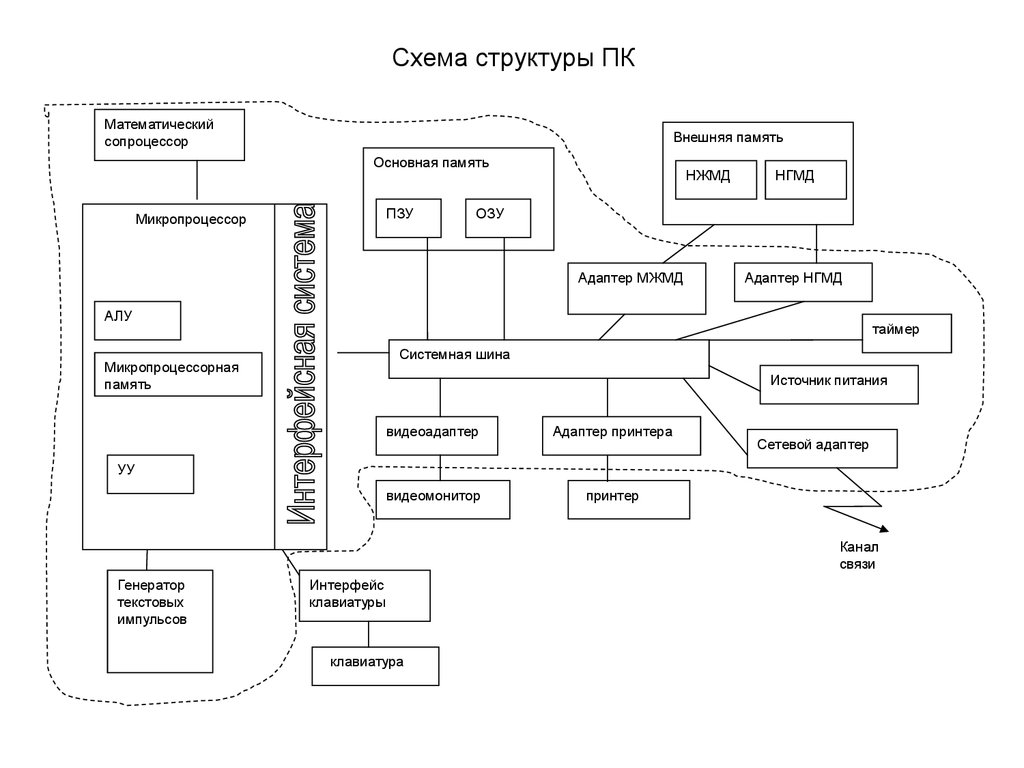 Схема структуры ПК
Математический
сопроцессор
Внешняя память
НЖМД
НГМД
Основная память
ПЗУ
ОЗУ
Микропроцессор
Интерфейсная система
АЛУ
Микропроцессорная
память
УУ
Адаптер МЖМД
Адаптер НГМД
таймер
Системная шина
Источник питания
видеоадаптер
Адаптер принтера
Сетевой адаптер
видеомонитор
принтер
Канал
связи
Генератор
текстовых
импульсов
Интерфейс
клавиатуры
клавиатура